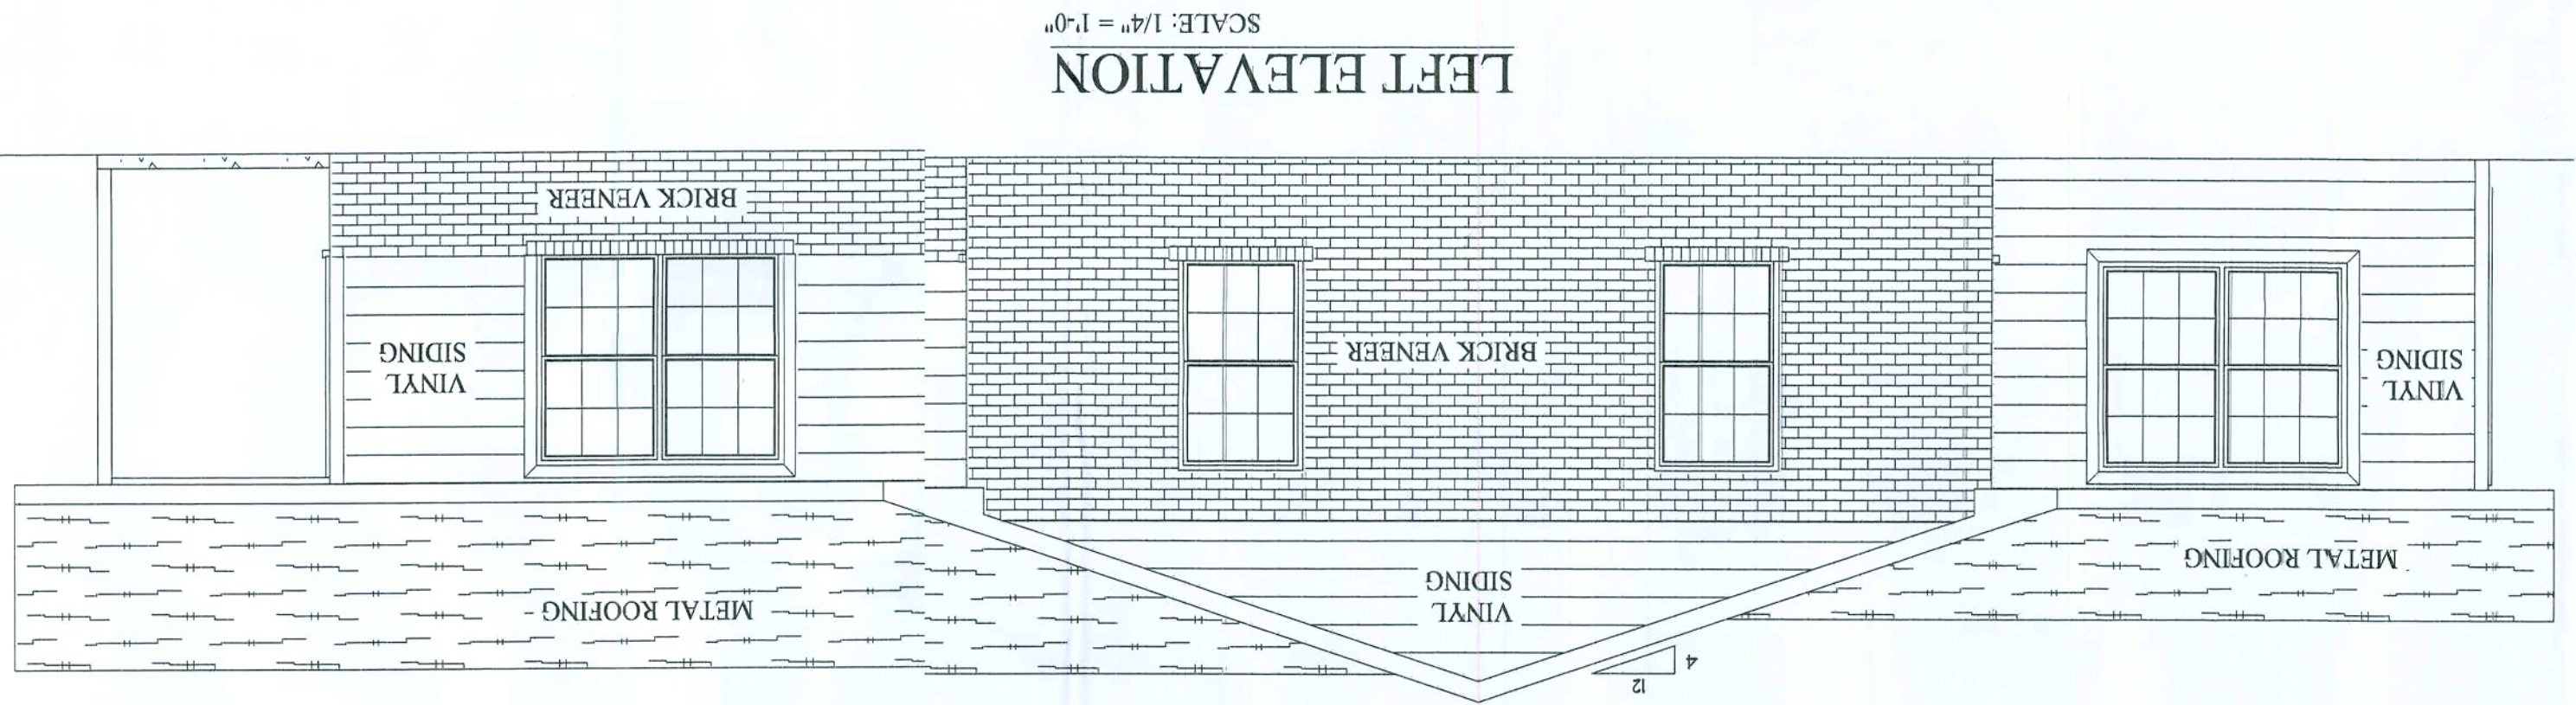 12
4
METAL ROOFING
VINYL
SIDING
METAL ROOFING
VINYL
SIDING
BRICK VENEER
VINYL
SIDING
BRICK VENEER
LEFT ELEVATION
SCALE: 1/4" = 1'-0"